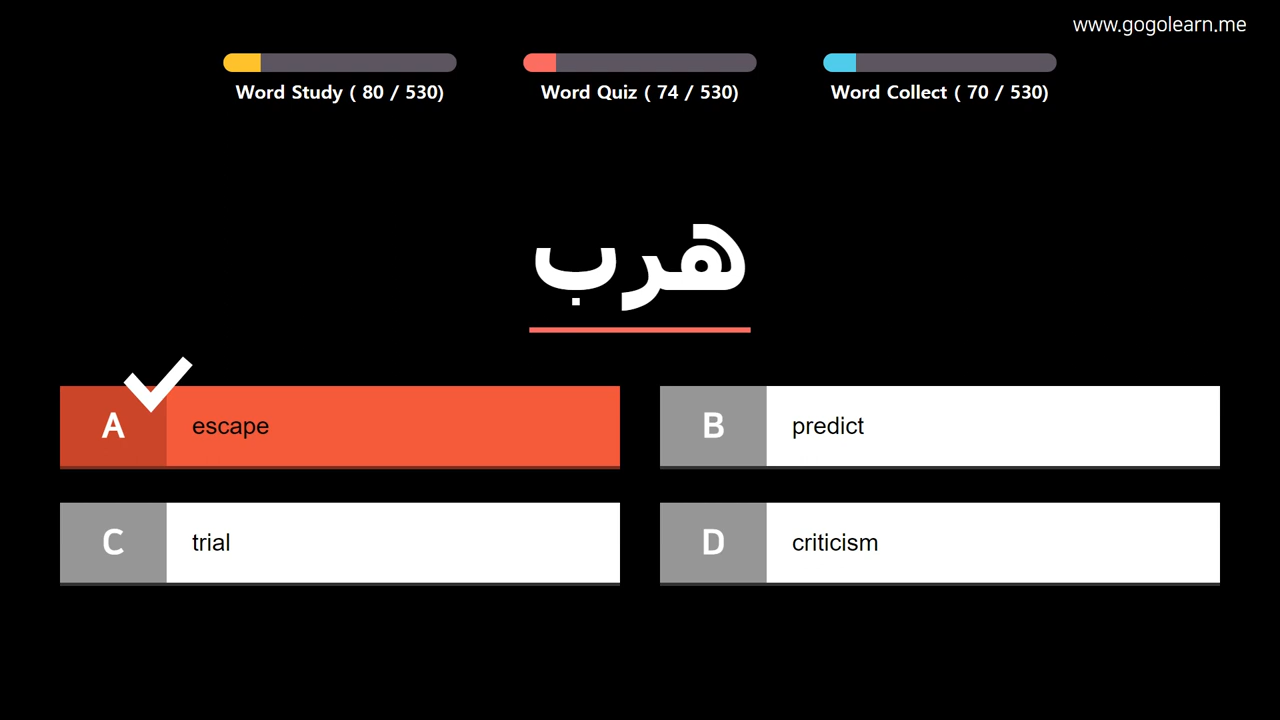 www.gogolearn.me
Word Study ( 80 / 530)
Word Quiz ( 74 / 530)
Word Collect ( 70 / 530)
هرب
A escape
B predict
C trial
D criticism